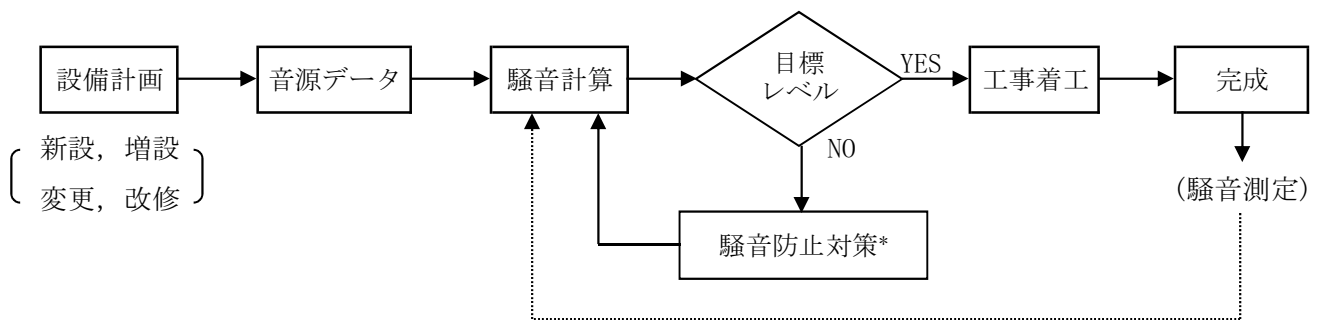 設備計画
音源データ
騒音計算
目標
レベル
YES
工事着工
完成
新設，増設
変更，改修
NO
(騒音測定)
騒音防止対策*